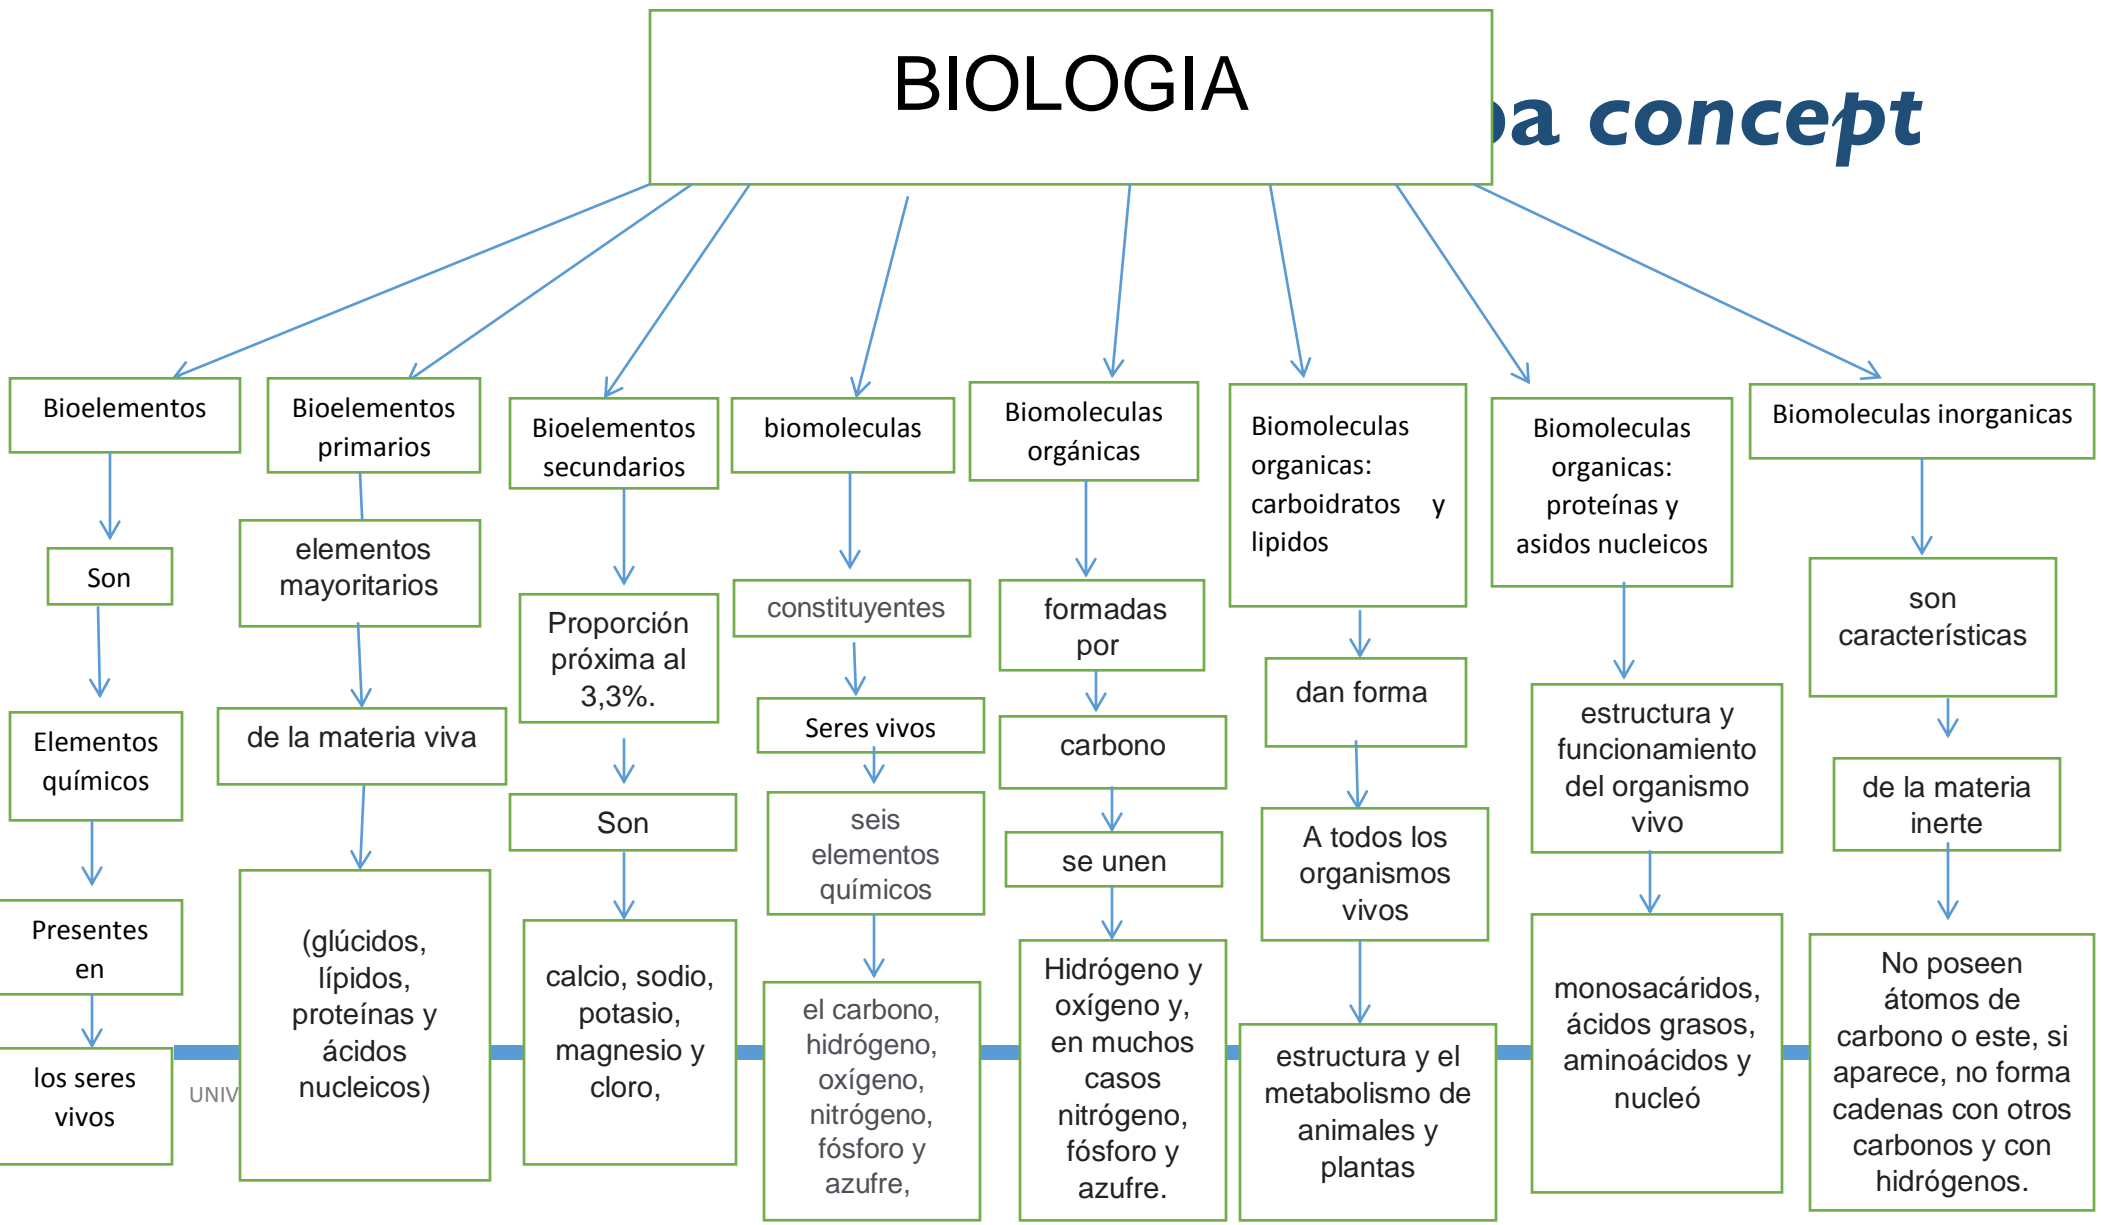 BIOLOGIA
pa concept
Bioelementos
Son
Elementos
químicos
Presentes
en
los seres
vivos
UNIV
Bioelementos
primarios
elementos
mayoritarios
de la materia viva
(glúcidos,
lípidos,
proteínas y
ácidos
nucleicos)
Bioelementos
secundarios
Proporción
próxima al
3,3%.
Son
calcio, sodio,
potasio,
magnesio y
cloro,
biomoleculas
constituyentes
Seres vivos
seis
elementos
químicos
el carbono,
hidrógeno,
oxígeno,
nitrógeno,
fósforo y
azufre,
Biomoleculas
orgánicas
formadas
por
carbono
se unen
Hidrógeno y
oxígeno y,
en muchos
casos
nitrógeno,
fósforo y
azufre.
Biomoleculas
organicas:
carboidratos y
lipidos
dan forma
A todos los
organismos
vivos
estructura y el
metabolismo de
animales y
plantas
Biomoleculas
organicas:
proteínas y
asidos nucleicos
estructura y
funcionamiento
del organismo
vivo
monosacáridos,
ácidos grasos,
aminoácidos y
nucleó
Biomoleculas inorganicas
son
características
de la materia
inerte
No poseen
átomos de
carbono o este, si
aparece, no forma
cadenas con otros
carbonos y con
hidrógenos.